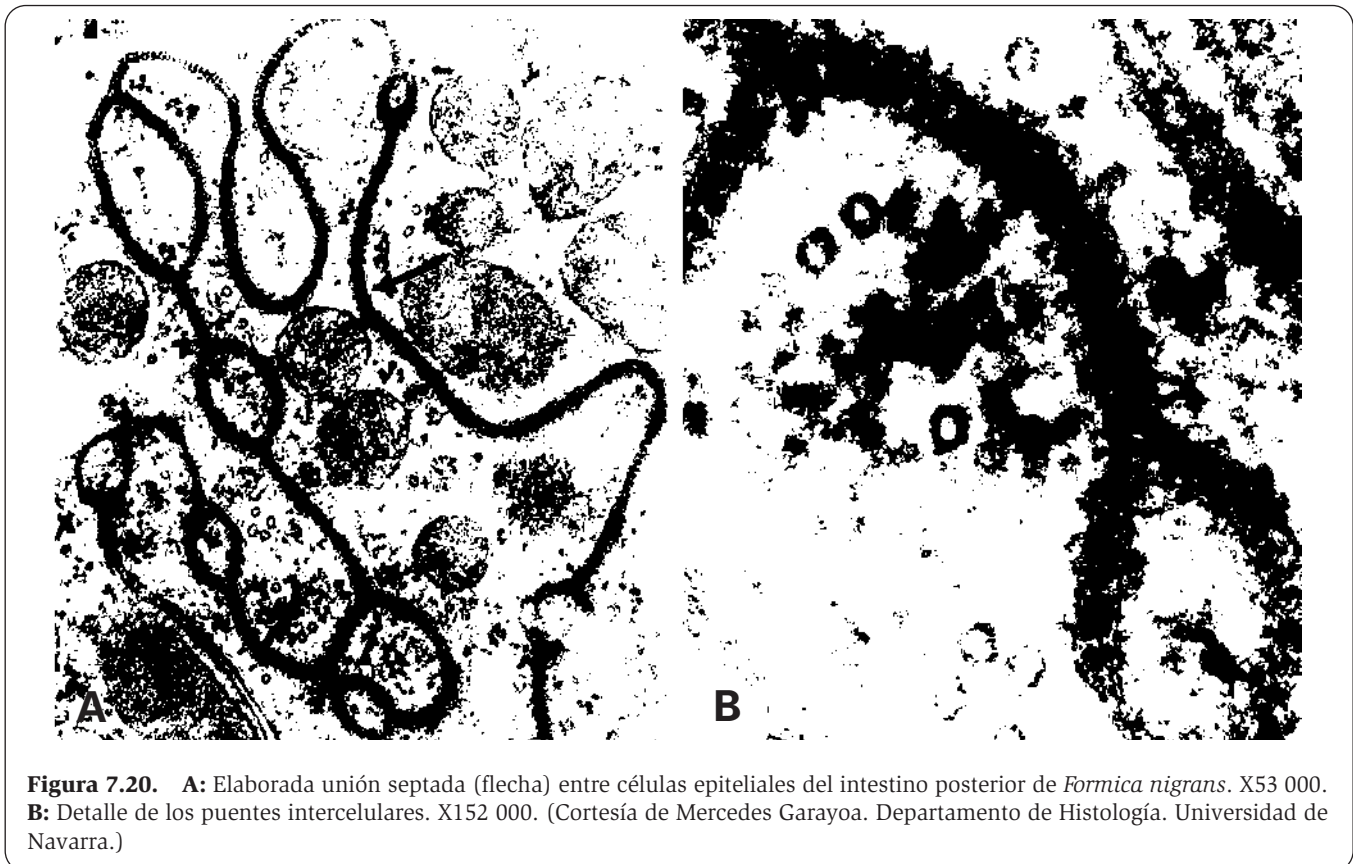 A
B
Figura 7.20. A: Elaborada unión septada (flecha) entre células epiteliales del intestino posterior de Formica nigrans. X53 000.
B: Detalle de los puentes intercelulares. X152 000. (Cortesía de Mercedes Garayoa. Departamento de Histología. Universidad de
Navarra.)